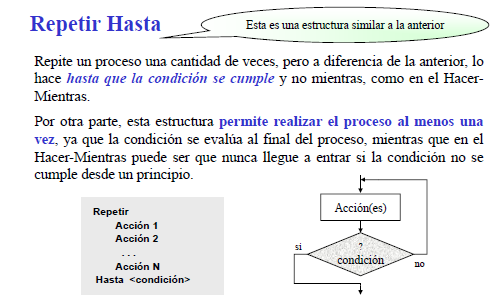 Repetir Hasta
Esta es una estructura similar a la anterior
Repite un proceso una cantidad de veces, pero a diferencia de la anterior, lo
hace hasta que la condición se cumple y no mientras, como en el Hacer-
Mientras.
Por otra parte, esta estructura permite realizar el proceso al menos una
vez, ya que la condición se evalúa al final del proceso, mientras que en el
Hacer-Mientras puede ser que nunca llegue a entrar si la condición no se
cumple desde un principio.
Repetir
Acción 1
Acción 2
. . .
Acción N
Hasta <condición>
Acción(es)
?
condición
si
no